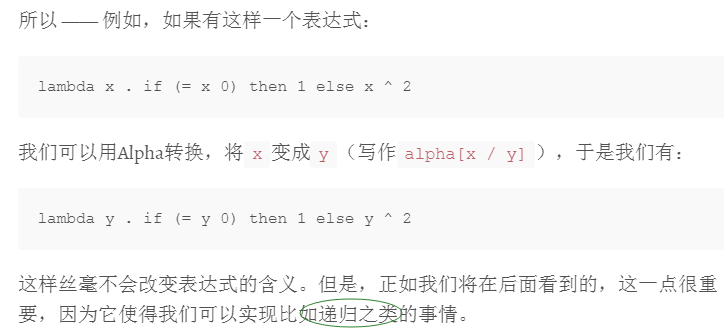 所以 —— 例如，如果有这样一个表达式：
lambda x . if (= x 0) then 1 else x ^ 2
我们可以用Alpha转换，将 x 变成 y （写作 alpha[x / y] ），于是我们有：
lambda y . if (= y 0) then 1 else y ^ 2
这样丝毫不会改变表达式的含义。但是，正如我们将在后面看到的，这一点很重
要，因为它使得我们可以实现比如递归之类的事情。